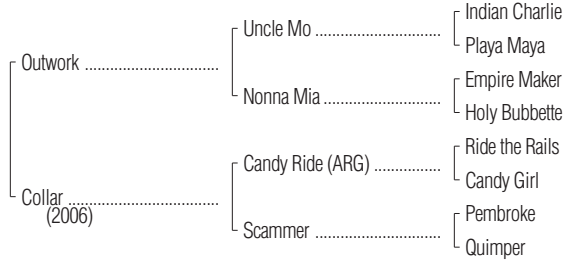 Indian Charlie
Uncle Mo ........................................
Playa Maya
Outwork ...........................................
Empire Maker
Nonna Mia ....................................
Holy Bubbette
Ride the Rails
Candy Ride (ARG) ....................
Candy Girl
Collar ...............................................
(2006)
Pembroke
Scammer .......................................
Quimper